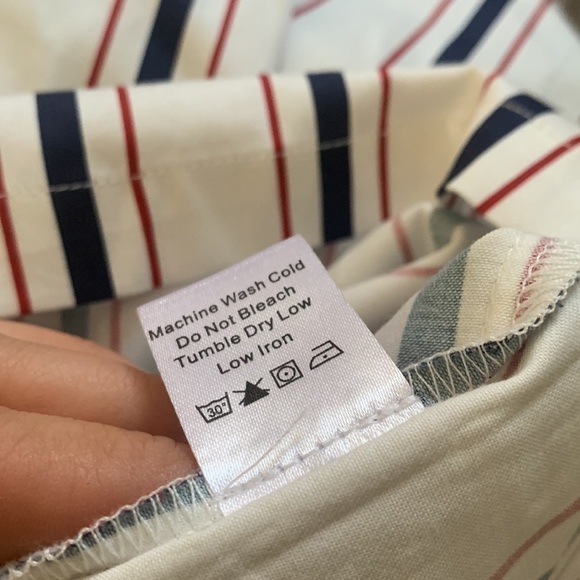 Machine Wash Cold
Do Not Bleach
Tumble Dry Low
Low Iron
30°